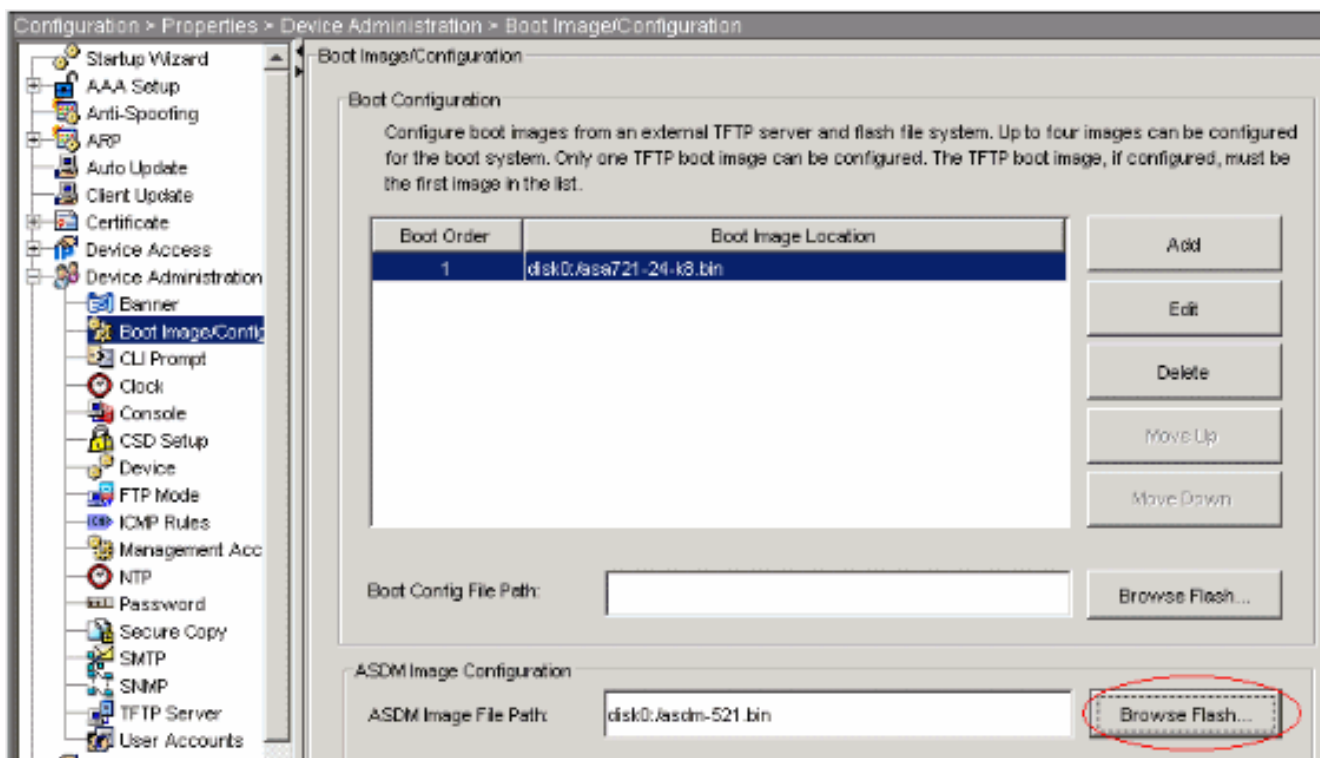 Configuration > Properties > Device Administration > Boot Image/Configuration
Startup Wizard
AAA Setup
Anti-Spoofing
ARP
Auto Update
Client Update
Certificate
Device Access
Device Administration
Banner
Boot Image/Config
CLI Prompt
Clock
Console
CSD Setup
Device
FTP Mode
ICMP Rules
Management Acc
NTP
Password
Secure Copy
SMTP
SNMP
TFTP Server
User Accounts
Boot Image/Configuration
Boot Configuration
Configure boot images from an external TFTP server and flash file system. Up to four images can be configured
for the boot system. Only one TFTP boot image can be configured. The TFTP boot image, if configured, must be
the first image in the list.
Boot Order Boot Image Location
1 disk0:/asa721-24-k8.bin
Add
Edit
Delete
Move Up
Move Down
Boot Config File Path: Browse Flash...
ASDM Image Configuration
ASDM Image File Path: disk0:/asdm-521.bin Browse Flash...